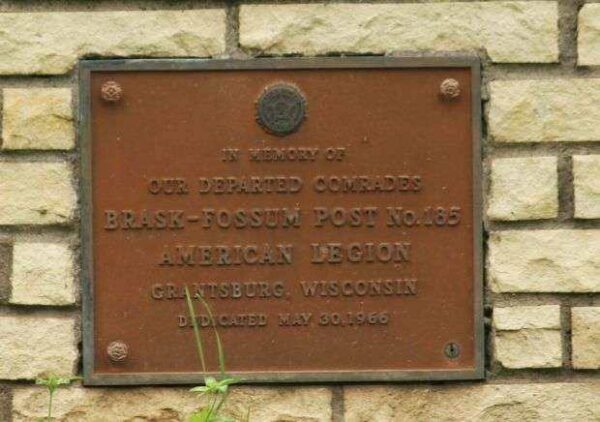 IN MEMORY OF
OUR DEPARTED COMRADES
BRASK-FOSSUM POST No. 185
AMERICAN LEGION
GRANTSBURG, WISCONSIN
DEDICATED MAY 30, 1966